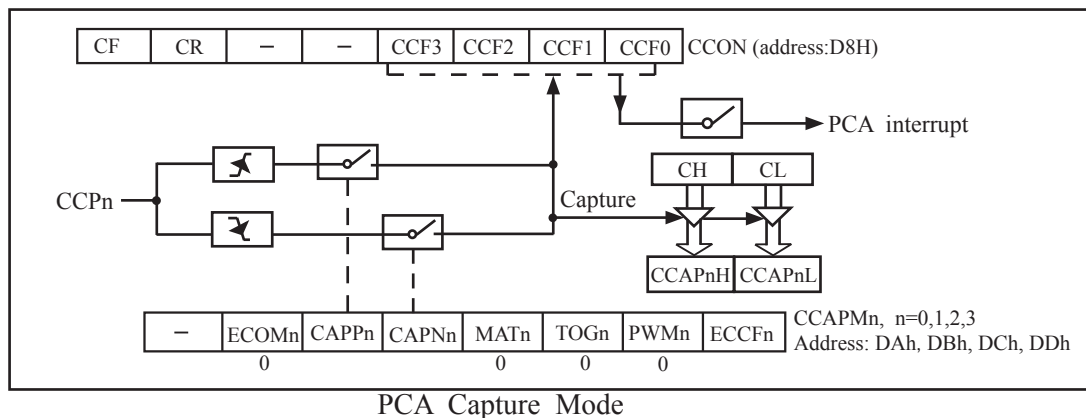 CF CR – – CCF3 CCF2 CCF1 CCF0 CCON (address:D8H)
PCA interrupt
CH CL
CCPn
Capture
CCAPnH CCAPnL
– ECOMn CAPPn CAPNn MATn TOGn PWMn ECCFn
CCAPMn, n=0,1,2,3
Address: DAh, DBh, DCh, DDh
0 0 0 0
PCA Capture Mode